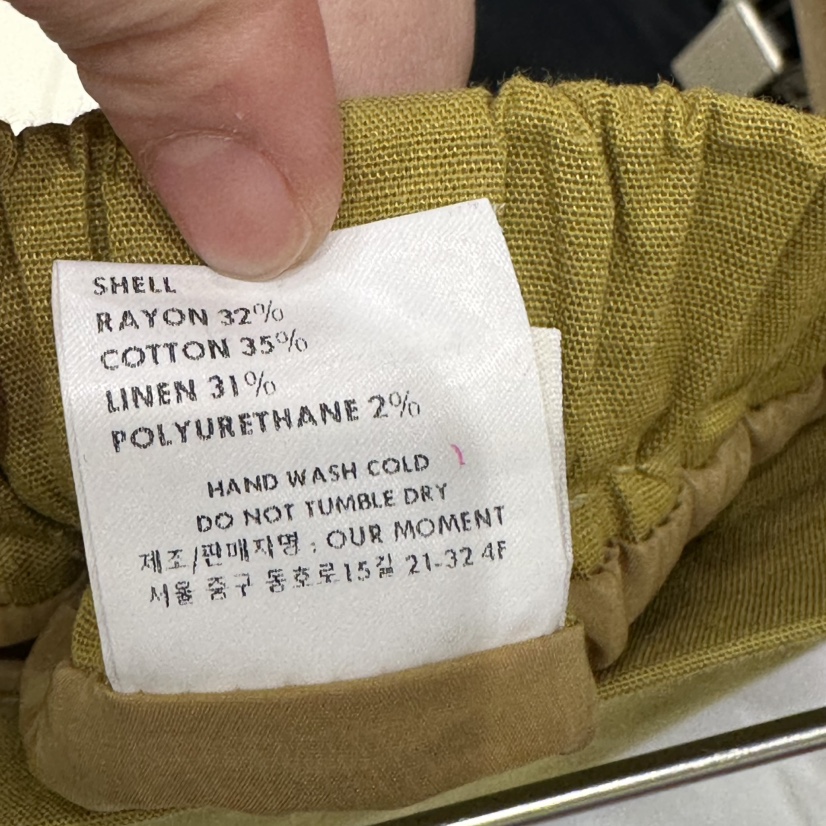 SHELL
RAYON 32%
COTTON 35%
LINEN 31%
POLYURETHANE 2%
HAND WASH COLD
DO NOT TUMBLE DRY
제조/판매자명 : OUR MOMENT
서울 중구 동호로15길 21-32 4F